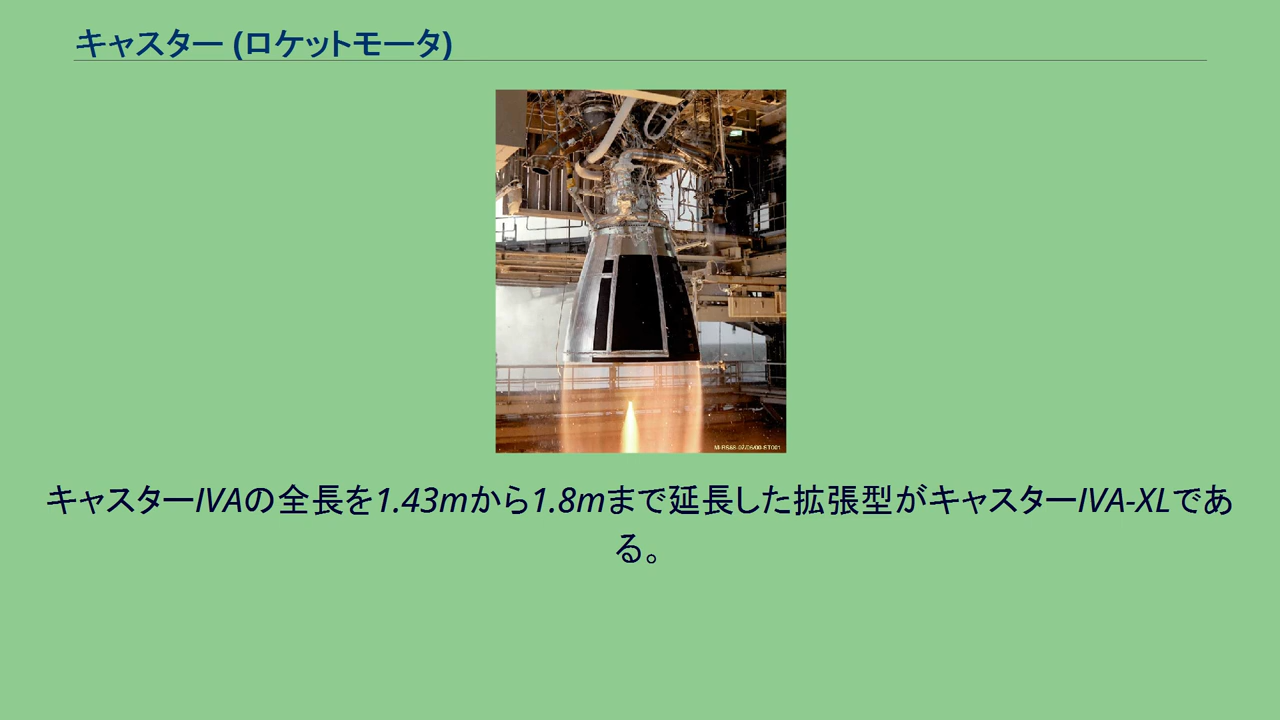 キャスター (ロケットモータ)
キャスターIVAの全長を1.43mから1.8mまで延長した拡張型がキャスターIVA-XLであ
る。